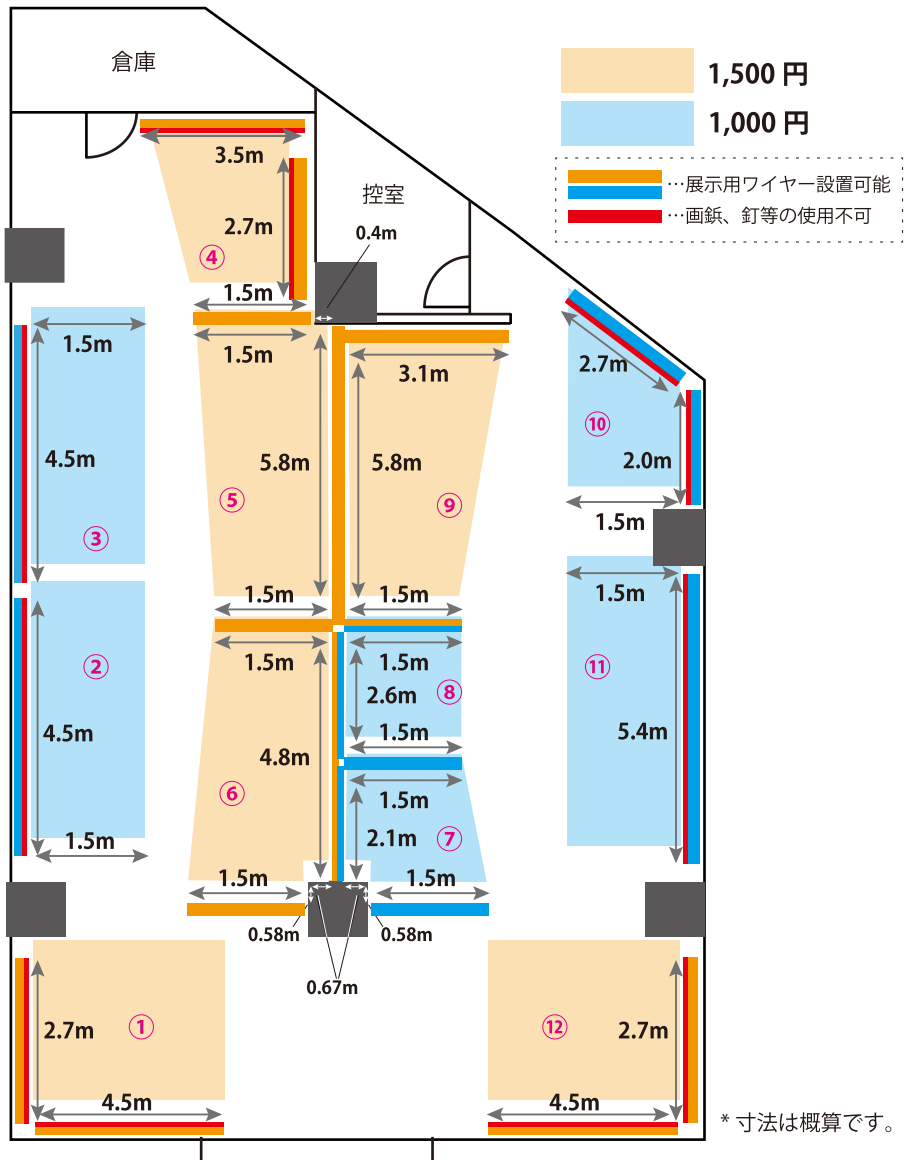 倉庫
1,500 円
1,000 円
…展示用ワイヤー設置可能
…画鋲、釘等の使用不可
控室
0.4m
3.5m
2.7m
④
1.5m
1.5m
1.5m
3.1m
2.7m
⑩
2.0m
1.5m
4.5m
③
5.8m
5.8m
⑤
⑨
1.5m
1.5m
1.5m
1.5m
1.5m
②
4.5m
1.5m
2.6m
⑧
1.5m
4.8m
⑥
1.5m
2.1m
⑦
⑪
5.4m
1.5m
1.5m
0.58m
0.58m
0.67m
①
2.7m
4.5m
⑫
2.7m
4.5m
* 寸法は概算です。